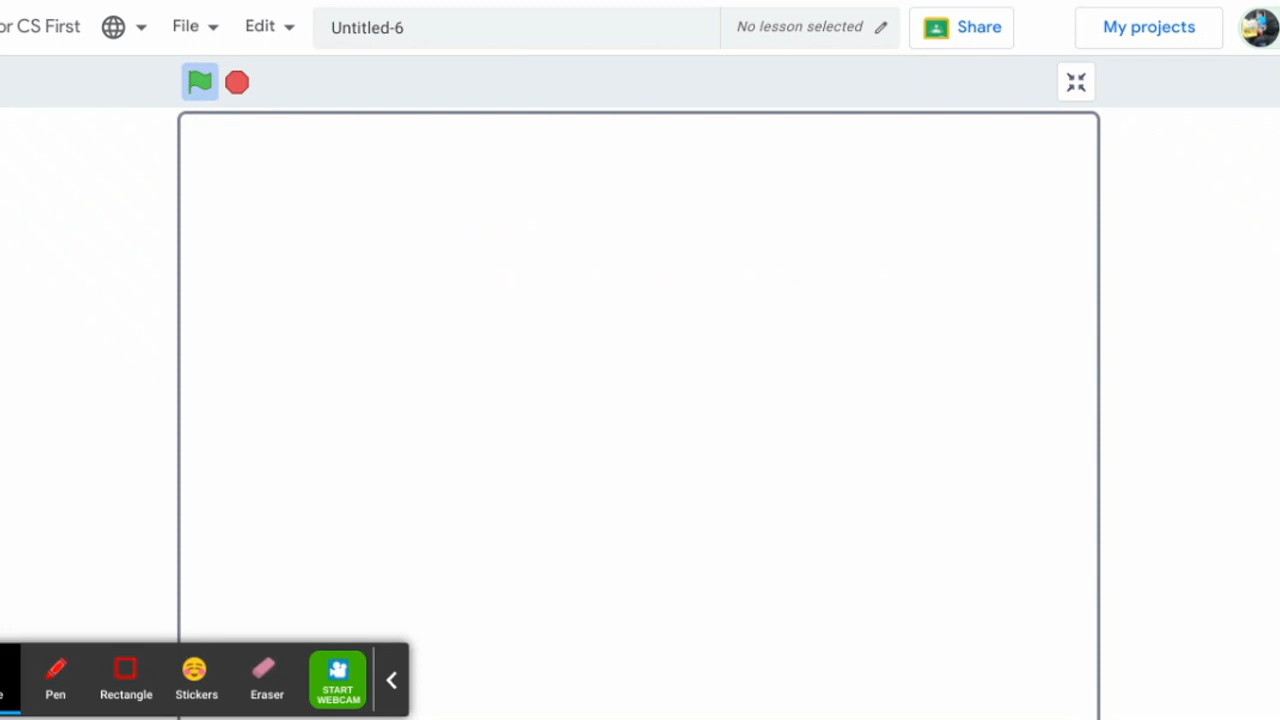 or CS First File Edit Untitled-6 No lesson selected Share My projects
e Pen Rectangle Stickers Eraser START
WEBCAM